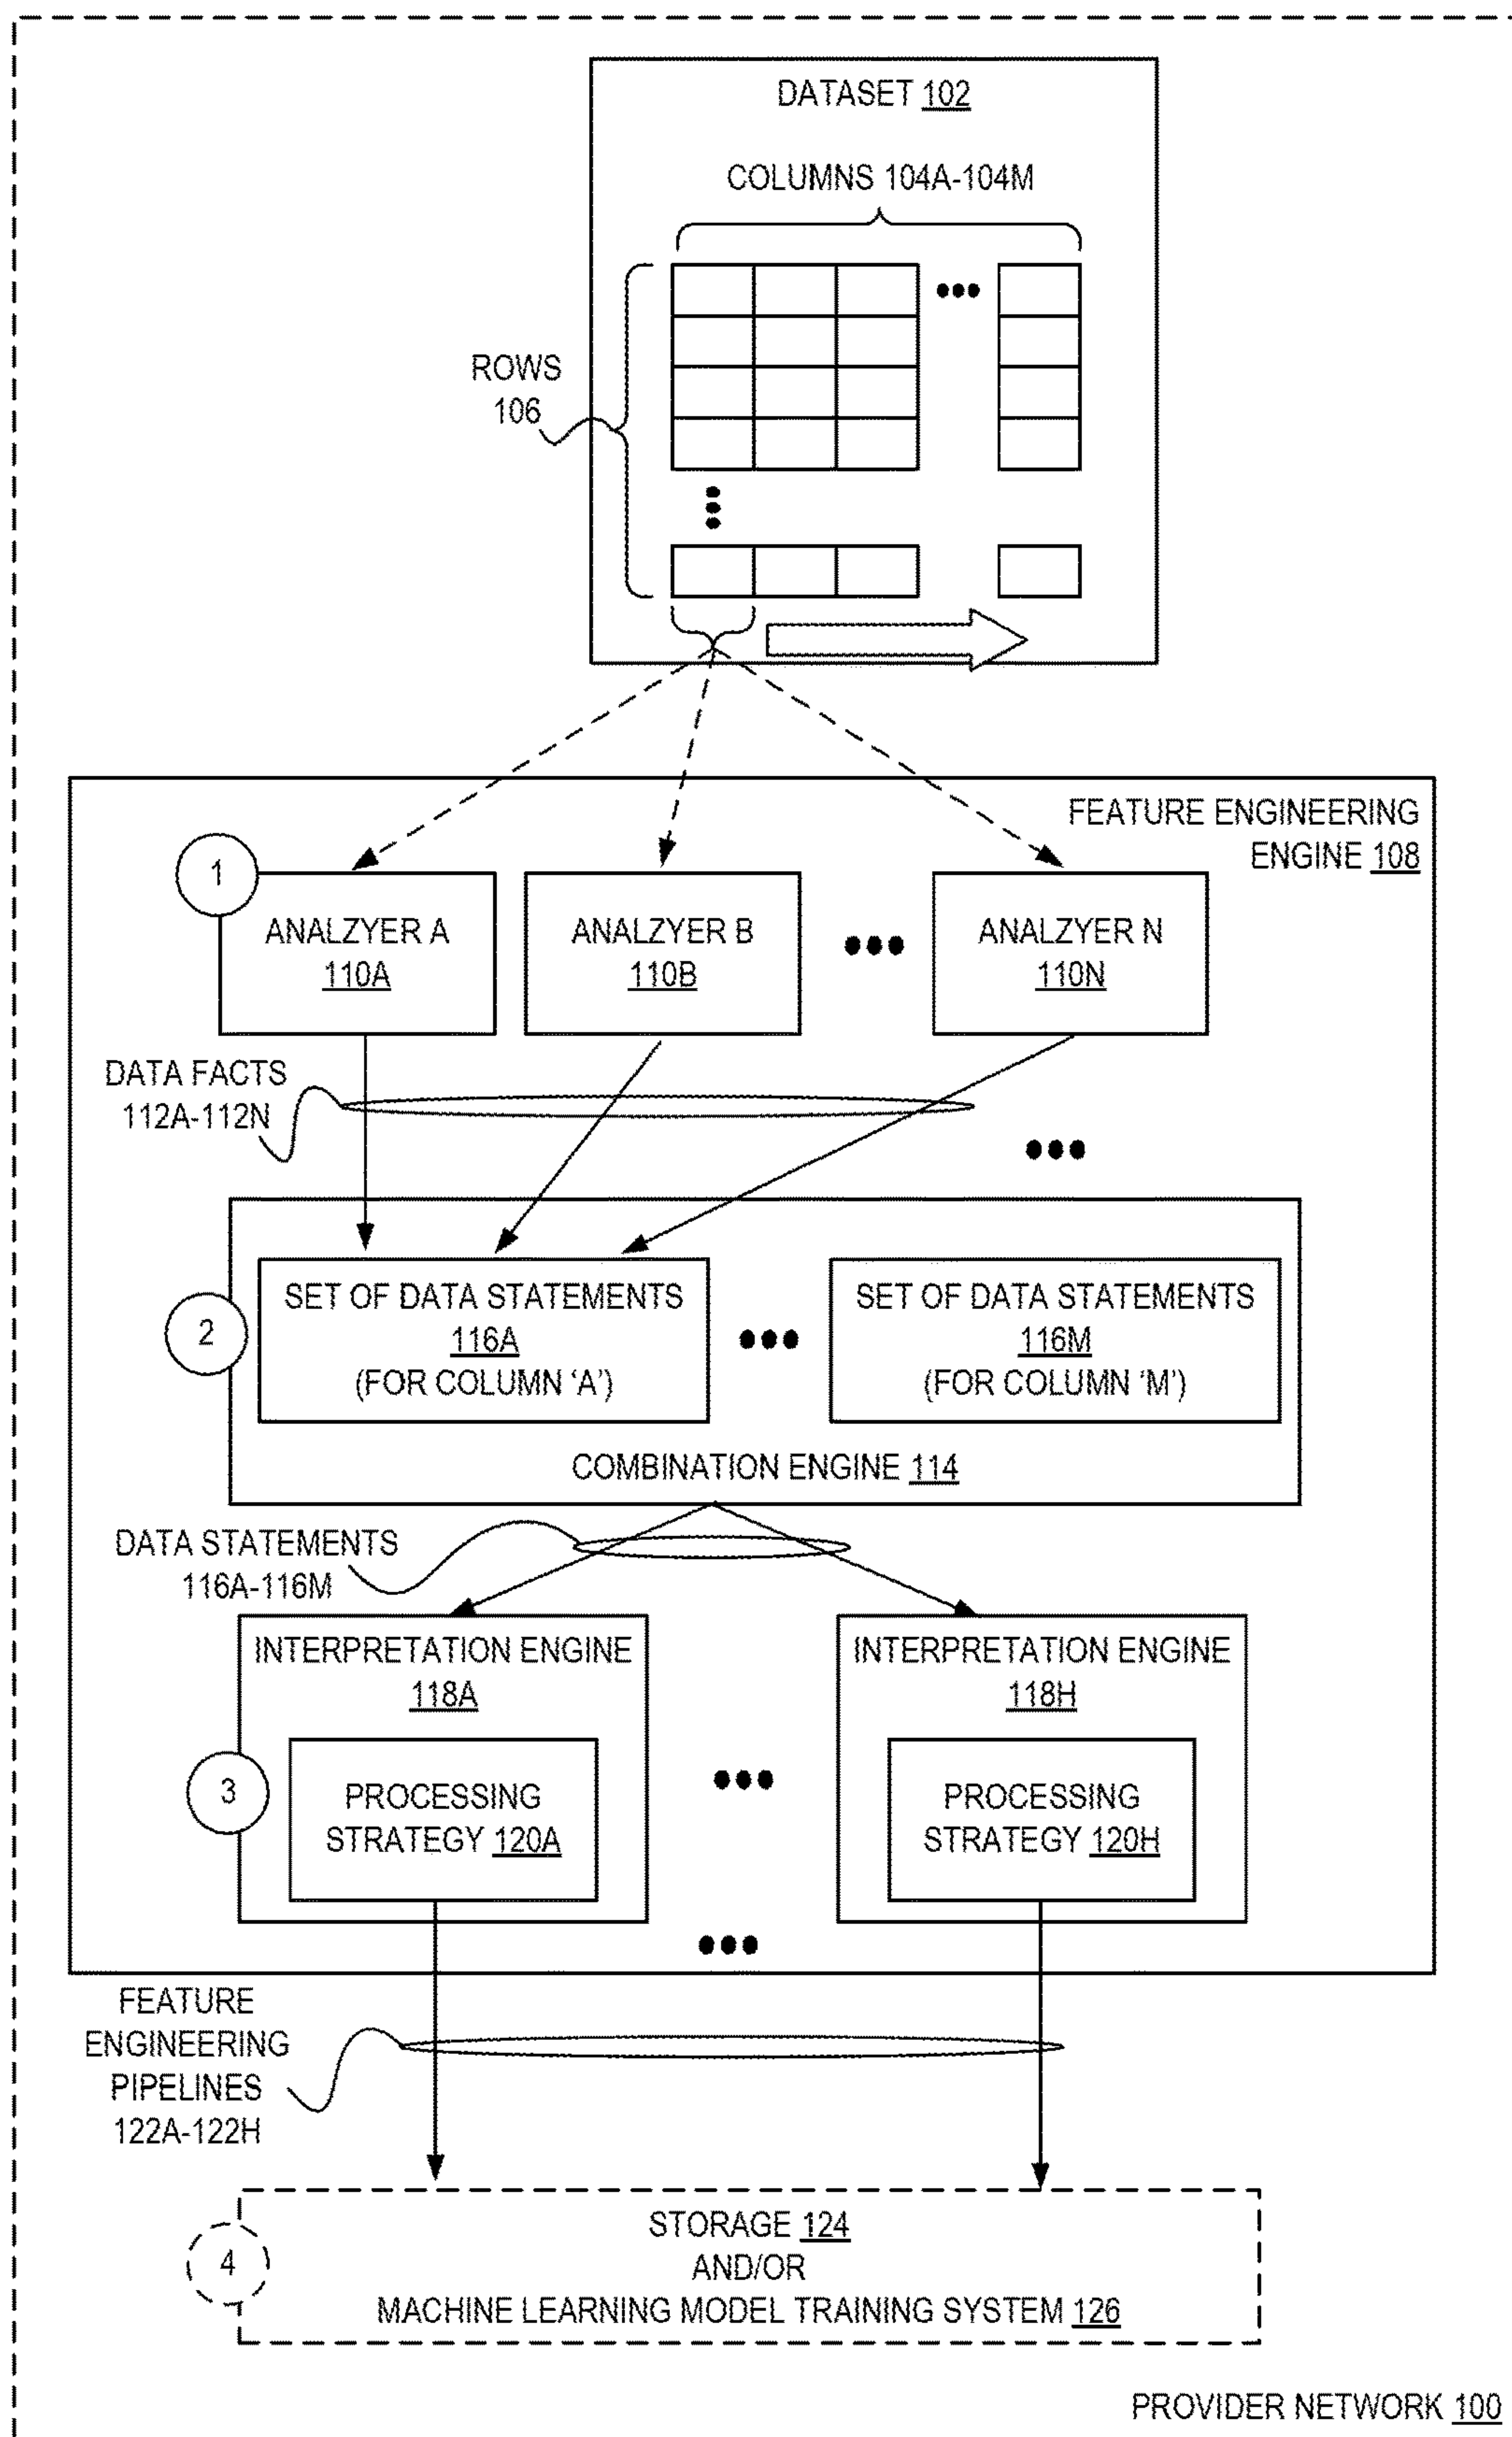 DATASET 102
COLUMNS 104A-104M
ROWS
106
FEATURE ENGINEERING
ENGINE 108
1
ANALZYER A
110A
ANALZYER B
110B
ANALZYER N
110N
DATA FACTS
112A-112N
2
SET OF DATA STATEMENTS
116A
(FOR COLUMN ‘A’)
SET OF DATA STATEMENTS
116M
(FOR COLUMN ‘M’)
COMBINATION ENGINE 114
DATA STATEMENTS
116A-116M
INTERPRETATION ENGINE
118A
INTERPRETATION ENGINE
118H
3
PROCESSING
STRATEGY 120A
PROCESSING
STRATEGY 120H
FEATURE
ENGINEERING
PIPELINES
122A-122H
4
STORAGE 124
AND/OR
MACHINE LEARNING MODEL TRAINING SYSTEM 126
PROVIDER NETWORK 100